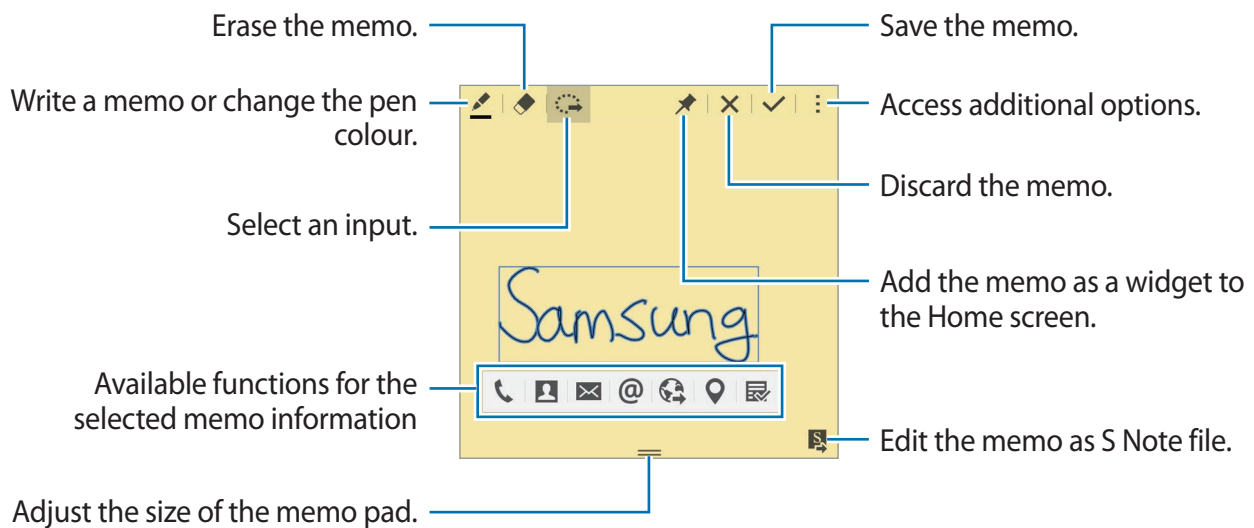 Erase the memo.
Save the memo.
Write a memo or change the pen
colour.
Access additional options.
Discard the memo.
Select an input.
Add the memo as a widget to
the Home screen.
Samsung
Available functions for the
selected memo information
@
S
Edit the memo as S Note file.
Adjust the size of the memo pad.